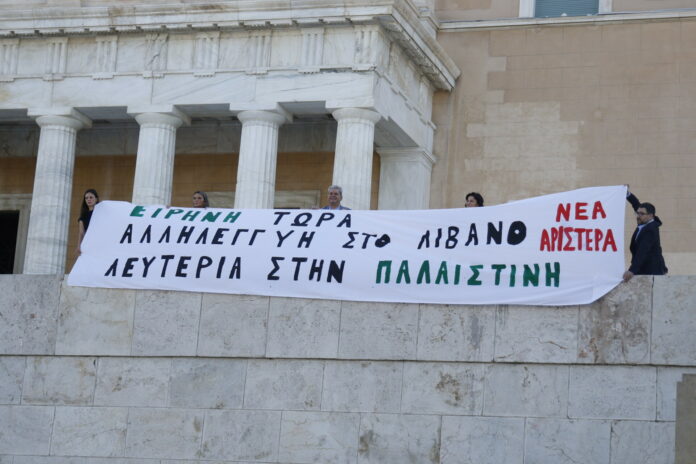 ΕΙΡΗΝΗ ΤΩΡΑ
ΑΛΛΗΛΕΓΓΥΗ ΣΤΟ ΛΙΒΑΝΟ
ΛΕΥΤΕΡΙΑ ΣΤΗΝ ΠΑΛΑΙΣΤΙΝΗ
ΝΕΑ
ΑΡΙΣΤΕΡΑ